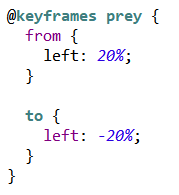 @keyframes prey {
  from {
    left: 20%;
  }

  to {
    left: -20%;
  }
}